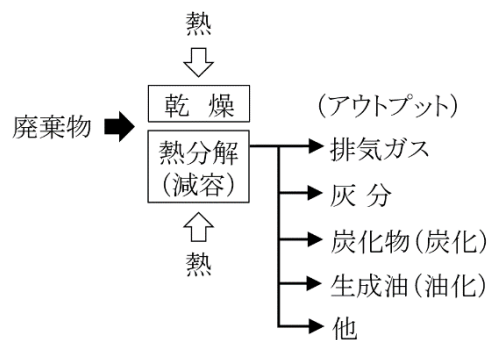 熱
乾 燥
(アウトプット)
廃棄物
熱分解
(減容)
排気ガス
灰 分
炭化物(炭化)
生成油(油化)
他
熱